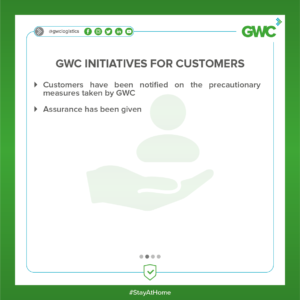 @gwclogistics
GWC
GWC INITIATIVES FOR CUSTOMERS
Customers have been notified on the precautionary
measures taken by GWC
Assurance has been given
#StayAtHome